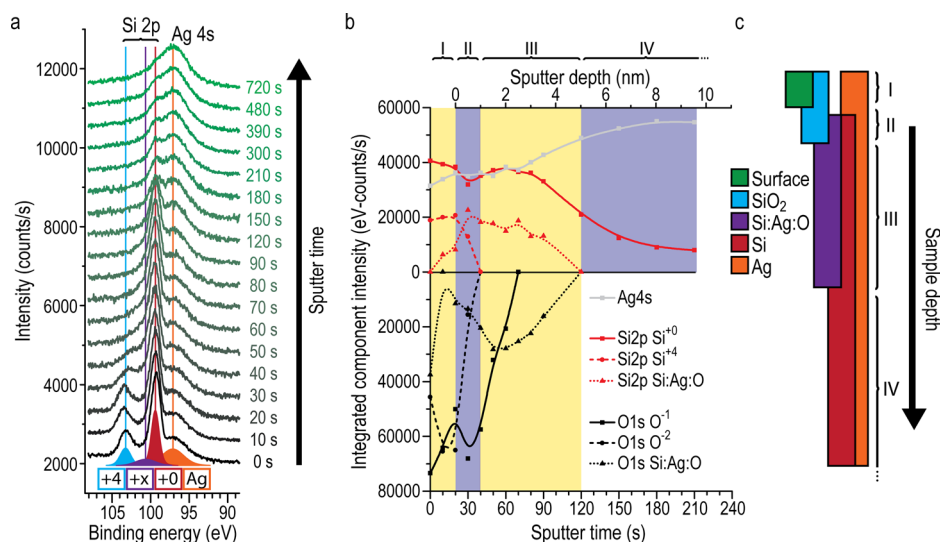 a
Si 2p
Ag 4s
Intensity (counts/s)
12000
10000
8000
6000
4000
2000
720 s
480 s
390 s
300 s
210 s
180 s
150 s
120 s
90 s
80 s
70 s
60 s
50 s
40 s
30 s
20 s
10 s
0 s
Sputter time
+4
+x
+0
Ag
105
100
95
90
Binding energy (eV)
b
I
II
III
IV
...
Sputter depth (nm)
0
2
4
6
8
10
Integrated component intensity (eV-counts/s)
60000
40000
20000
0
20000
40000
60000
80000
Ag4s
Si2p Si+0
Si2p Si+4
Si2p Si:Ag:O
O1s O-1
O1s O-2
O1s Si:Ag:O
0
30
60
90
120
150
180
210
240
Sputter time (s)
c
Surface
SiO2
Si:Ag:O
Si
Ag
I
II
III
IV
Sample depth